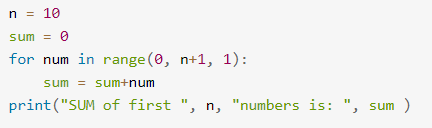 n = 10
sum = 0
for num in range(0, n+1, 1):
    sum = sum+num
print("SUM of first ", n, "numbers is: ", sum )